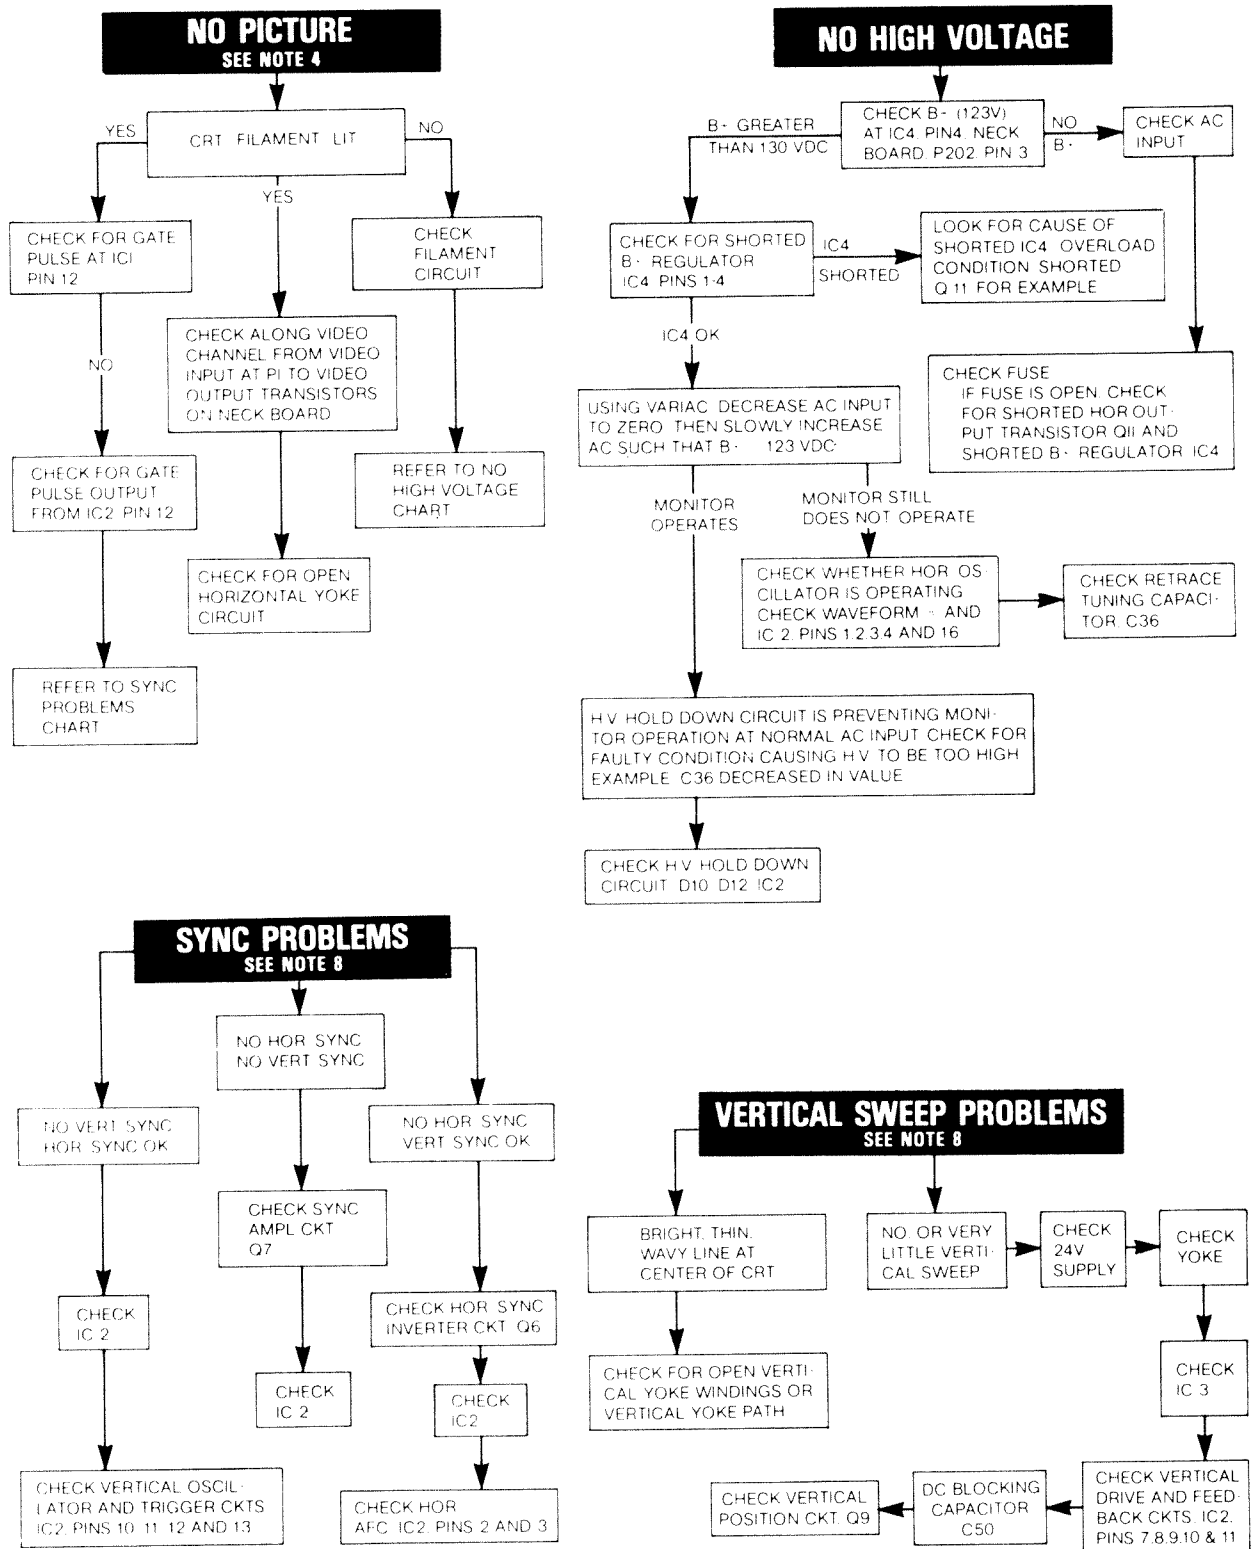 NO PICTURE
SEE NOTE 4
YES
CRT FILAMENT LIT
NO
YES
CHECK FOR GATE
PULSE AT ICI
PIN 12
CHECK
FILAMENT
CIRCUIT
NO
CHECK ALONG VIDEO
CHANNEL FROM VIDEO
INPUT AT PI TO VIDEO
OUTPUT TRANSISTORS
ON NECK BOARD
CHECK FOR GATE
PULSE OUTPUT
FROM IC2 PIN 12
REFER TO NO
HIGH VOLTAGE
CHART
CHECK FOR OPEN
HORIZONTAL YOKE
CIRCUIT
REFER TO SYNC
PROBLEMS
CHART
NO HIGH VOLTAGE
B- GREATER
THAN 130 VDC
CHECK B- (123V)
AT IC4. PIN4. NECK
BOARD. P202. PIN 3
NO
B-
CHECK AC
INPUT
CHECK FOR SHORTED
B- REGULATOR
IC4 PINS 1-4
IC4
SHORTED
LOOK FOR CAUSE OF
SHORTED IC4 OVERLOAD
CONDITION SHORTED
Q 11 FOR EXAMPLE
IC4 OK
CHECK FUSE
IF FUSE IS OPEN. CHECK
FOR SHORTED HOR OUT-
PUT TRANSISTOR QII AND
SHORTED B- REGULATOR IC4
USING VARIAC DECREASE AC INPUT
TO ZERO THEN SLOWLY INCREASE
AC SUCH THAT B- 123 VDC
MONITOR
OPERATES
MONITOR STILL
DOES NOT OPERATE
CHECK WHETHER HOR OS-
CILLATOR IS OPERATING
CHECK WAVEFORM - AND
IC 2. PINS 1.2.3.4 AND 16
CHECK RETRACE
TUNING CAPACI-
TOR C36
H V HOLD DOWN CIRCUIT IS PREVENTING MONI-
TOR OPERATION AT NORMAL AC INPUT CHECK FOR
FAULTY CONDITION CAUSING H V TO BE TOO HIGH
EXAMPLE C36 DECREASED IN VALUE
CHECK H V HOLD DOWN
CIRCUIT D10 D12 IC2
SYNC PROBLEMS
SEE NOTE 8
NO HOR SYNC
NO VERT SYNC
NO VERT SYNC
HOR SYNC OK
NO HOR SYNC
VERT SYNC OK
CHECK SYNC
AMPL CKT
Q7
CHECK
IC 2
CHECK HOR SYNC
INVERTER CKT Q6
CHECK
IC 2
CHECK
IC2
CHECK VERTICAL OSCIL-
LATOR AND TRIGGER CKTS
IC2. PINS 10 11 12 AND 13
CHECK HOR
AFC IC2. PINS 2 AND 3
VERTICAL SWEEP PROBLEMS
SEE NOTE 8
BRIGHT. THIN.
WAVY LINE AT
CENTER OF CRT
NO. OR VERY
LITTLE VERTI-
CAL SWEEP
CHECK
24V
SUPPLY
CHECK
YOKE
CHECK FOR OPEN VERTI-
CAL YOKE WINDINGS OR
VERTICAL YOKE PATH
CHECK
IC 3
CHECK VERTICAL
POSITION CKT. Q9
DC BLOCKING
CAPACITOR
C50
CHECK VERTICAL
DRIVE AND FEED-
BACK CKTS. IC2.
PINS 7.8.9.10 & 11